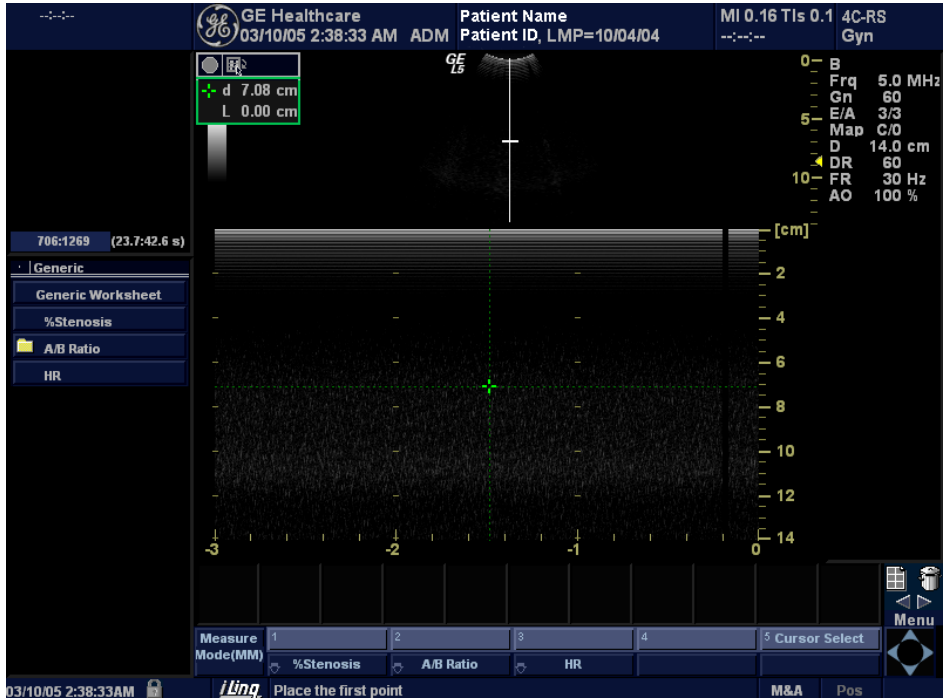 --:--:--
GE Healthcare
03/10/05 2:38:33 AM ADM
Patient Name
Patient ID, LMP=10/04/04
MI 0.16 TIs 0.1
--:--:--
4C-RS
Gyn
d 7.08 cm
L 0.00 cm
GE
L5
0
5
10
B
Frq 5.0 MHz
Gn 60
E/A 3/3
Map C/0
D 14.0 cm
DR 60
FR 30 Hz
AO 100 %
706:1269 (23.7:42.6 s)
Generic
Generic Worksheet
%Stenosis
A/B Ratio
HR
[cm]
2
4
6
8
10
12
14
-3 -2 -1 0
Menu
Measure
Mode(MM)
1 2 3 4 5 Cursor Select
%Stenosis A/B Ratio HR
03/10/05 2:38:33AM iLinq Place the first point M&A Pos